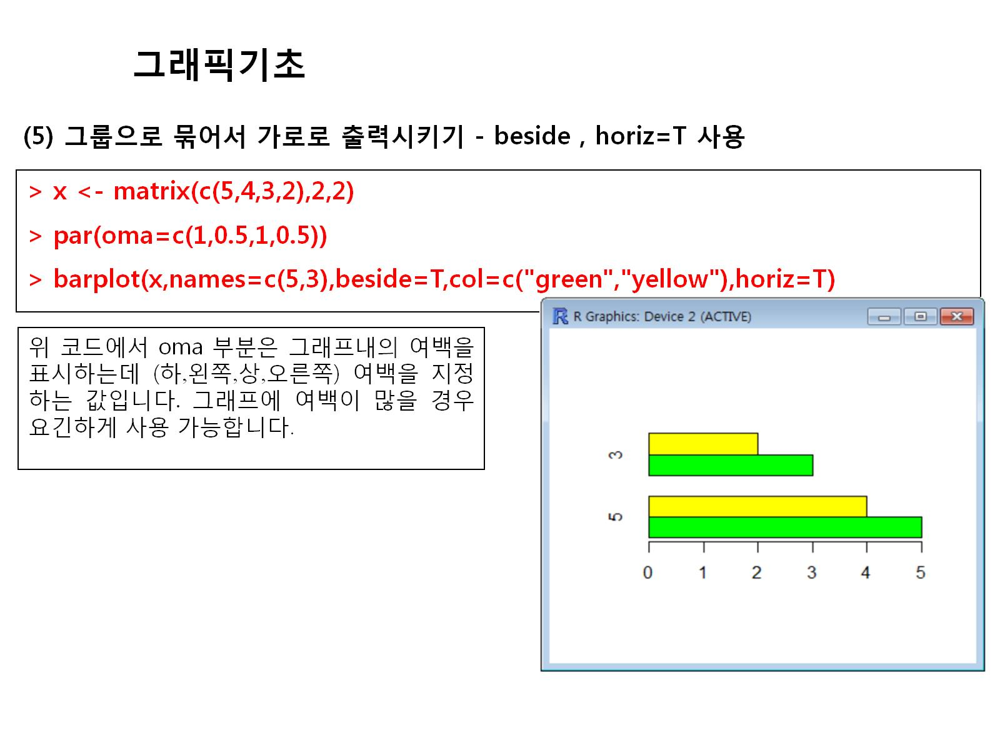 그래픽기초
(5) 그룹으로 묶어서 가로로 출력시키기 - beside , horiz=T 사용
> x <- matrix(c(5,4,3,2),2,2)
> par(oma=c(1,0.5,1,0.5))
> barplot(x,names=c(5,3),beside=T,col=c("green","yellow"),horiz=T)
위 코드에서 oma 부분은 그래프내의 여백을
표시하는데 (하,왼쪽,상,오른쪽) 여백을 지정
하는 값입니다. 그래프에 여백이 많을 경우
요긴하게 사용 가능합니다.
R Graphics: Device 2 (ACTIVE)
3
5
0 1 2 3 4 5